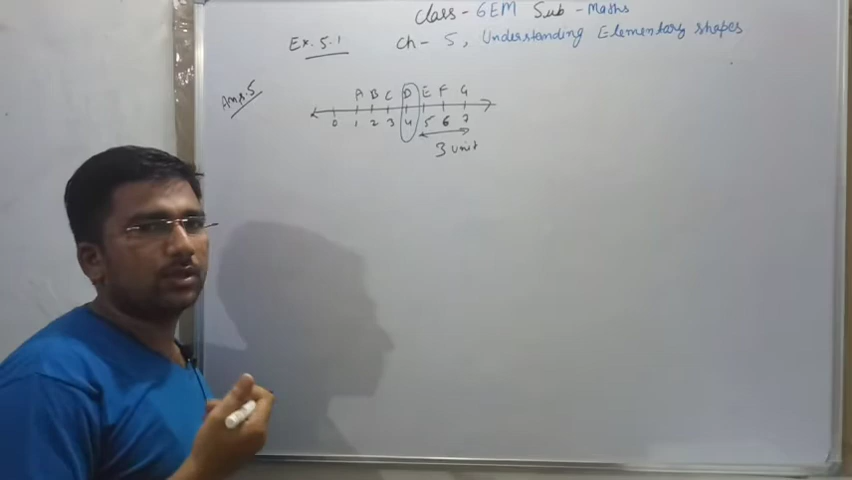 Class - 6EM Sub - Maths
Ex. 5.1 Ch - 5, Understanding Elementary shapes
Ans. 5
A B C D E F G
0 1 2 3 4 5 6 7
3 unit